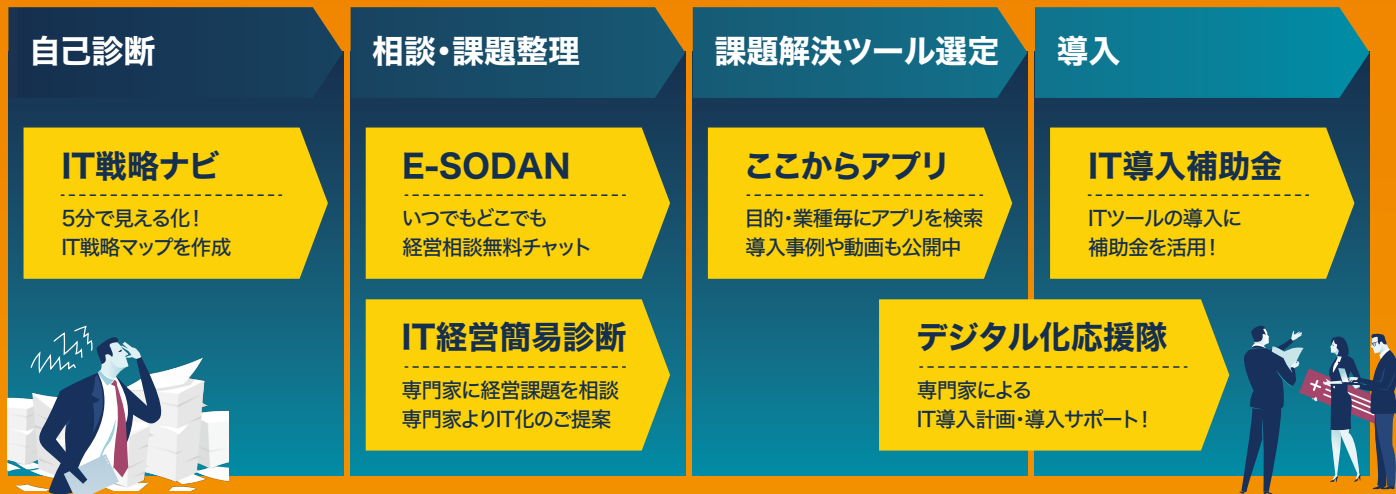 自己診断
相談・課題整理
課題解決ツール選定
導入
IT戦略ナビ
5分で見える化!
IT戦略マップを作成
E-SODAN
いつでもどこでも
経営相談無料チャット
ここからアプリ
目的・業種毎にアプリを検索
導入事例や動画も公開中
IT導入補助金
ITツールの導入に
補助金を活用!
IT経営簡易診断
専門家に経営課題を相談
専門家よりIT化のご提案
デジタル化応援隊
専門家による
IT導入計画・導入サポート!